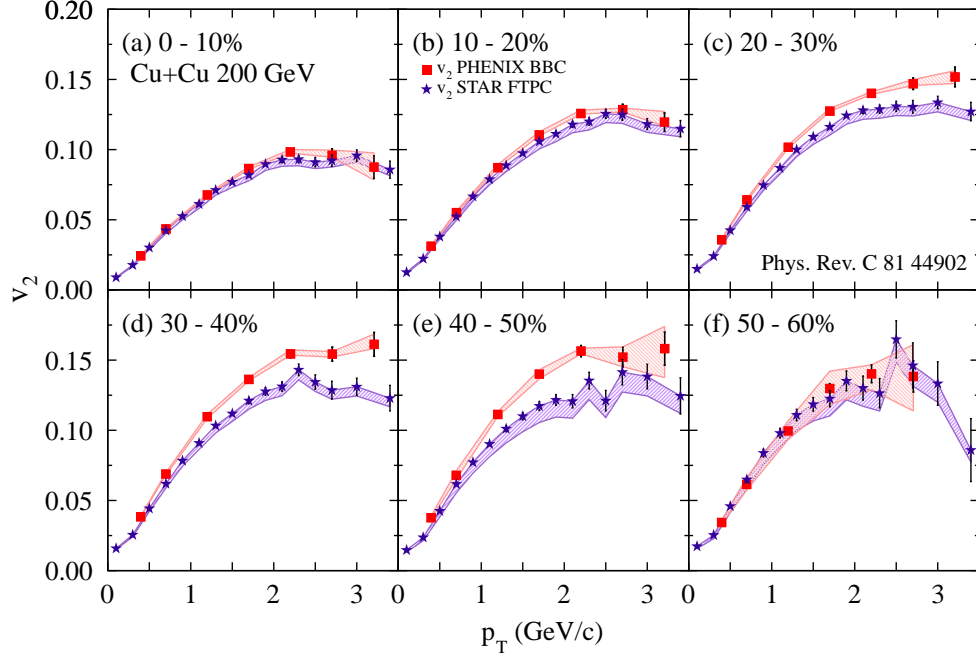 0.20
0.15
0.10
0.05
0.00
0.15
0.10
0.05
0.00
v2
(a) 0 - 10%
Cu+Cu 200 GeV
(b) 10 - 20%
v2 PHENIX BBC
v2 STAR FTPC
(c) 20 - 30%
Phys. Rev. C 81 44902
(d) 30 - 40%
(e) 40 - 50%
(f) 50 - 60%
0 1 2 3 0 1 2 3 0 1 2 3
pT (GeV/c)